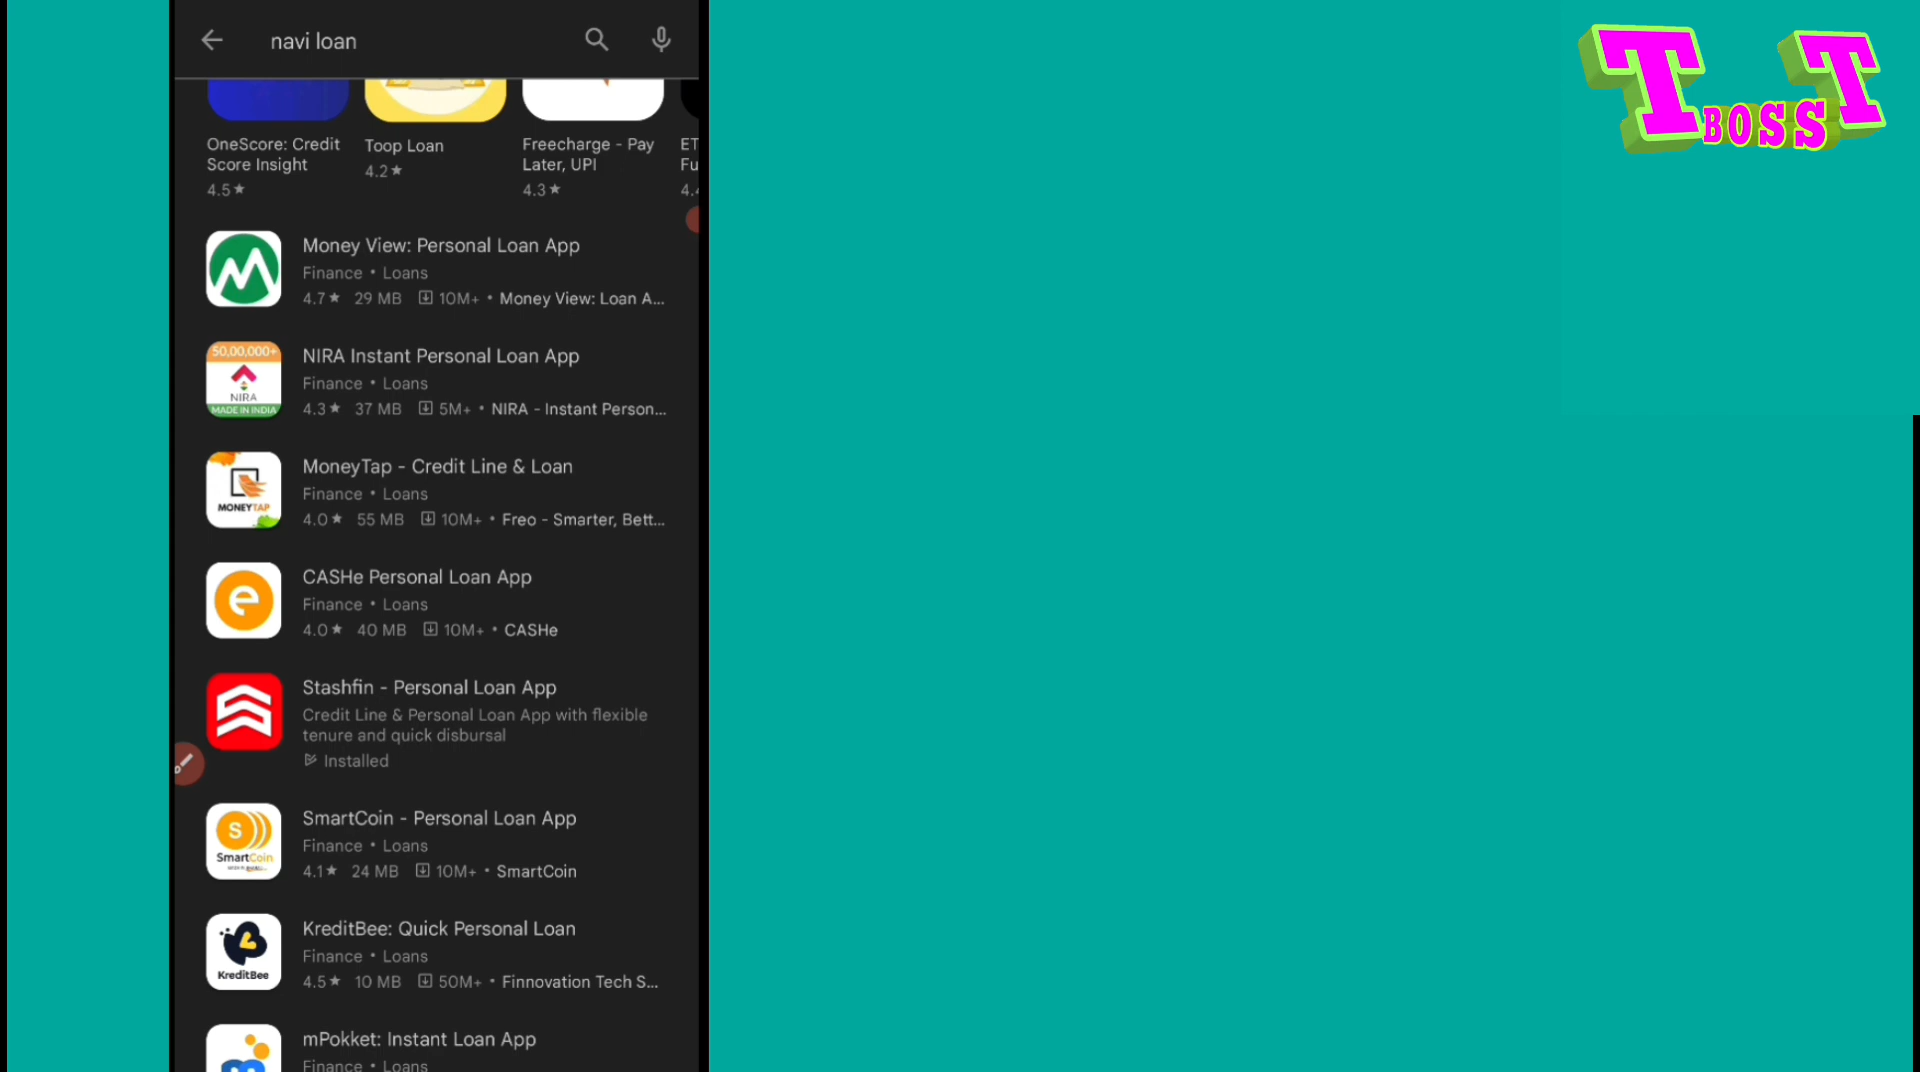 navi loan
OneScore: Credit
Score Insight
4.5★
Toop Loan
4.2★
Freecharge - Pay
Later, UPI
4.3★
ET
Fu
4.4
Money View: Personal Loan App
Finance • Loans
4.7★ 29 MB 10M+ • Money View: Loan A...
50,00,000+
NIRA
MADE IN INDIA
NIRA Instant Personal Loan App
Finance • Loans
4.3★ 37 MB 5M+ • NIRA - Instant Person...
MONEYTAP
MoneyTap - Credit Line & Loan
Finance • Loans
4.0★ 55 MB 10M+ • Freo - Smarter, Bett...
e
CASHe Personal Loan App
Finance • Loans
4.0★ 40 MB 10M+ • CASHe
Stashfin - Personal Loan App
Credit Line & Personal Loan App with flexible
tenure and quick disbursal
Installed
S
SmartCoin
SmartCoin - Personal Loan App
Finance • Loans
4.1★ 24 MB 10M+ • SmartCoin
KreditBee
KreditBee: Quick Personal Loan
Finance • Loans
4.5★ 10 MB 50M+ • Finnovation Tech S...
mPokket: Instant Loan App
Finance • Loans
T BOSS T